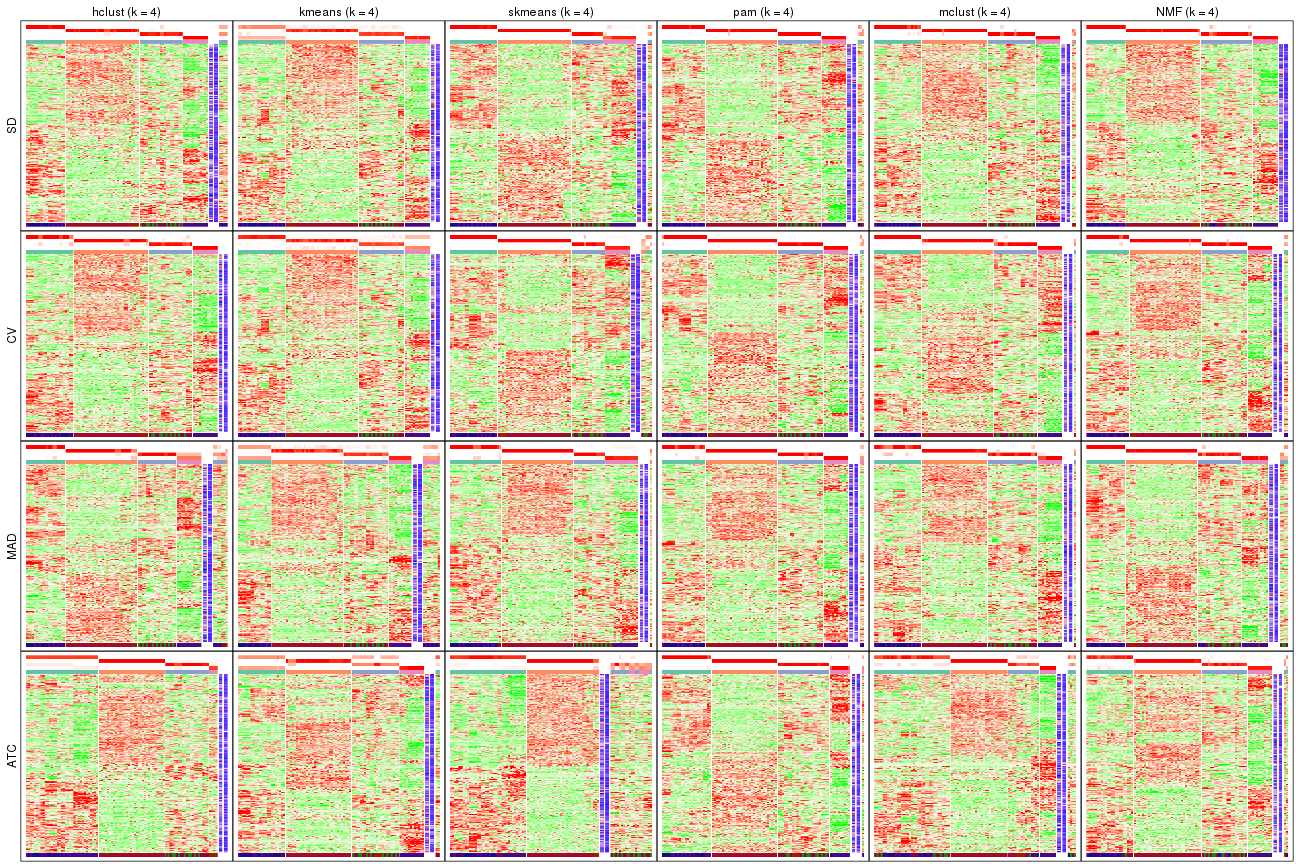 hclust (k = 4)
kmeans (k = 4)
skmeans (k = 4)
pam (k = 4)
mclust (k = 4)
NMF (k = 4)
SD
CV
MAD
ATC